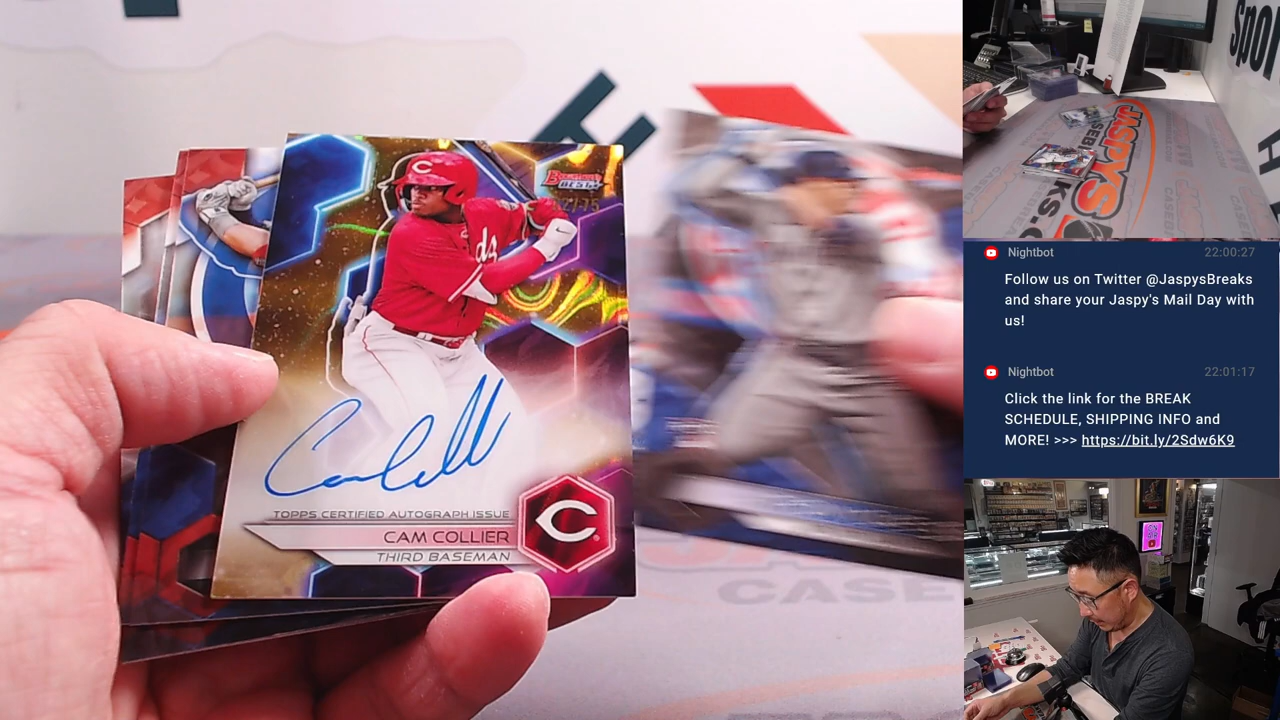 BOWMAN'S
BEST
/75
TOPPS CERTIFIED AUTOGRAPH ISSUE
CAM COLLIER
THIRD BASEMAN
C
CASEB
JASPYS
Nightbot 22:00:27
Follow us on Twitter @JaspysBreaks
and share your Jaspy's Mail Day with
us!
Nightbot 22:01:17
Click the link for the BREAK
SCHEDULE, SHIPPING INFO and
MORE! >>> https://bit.ly/2Sdw6K9